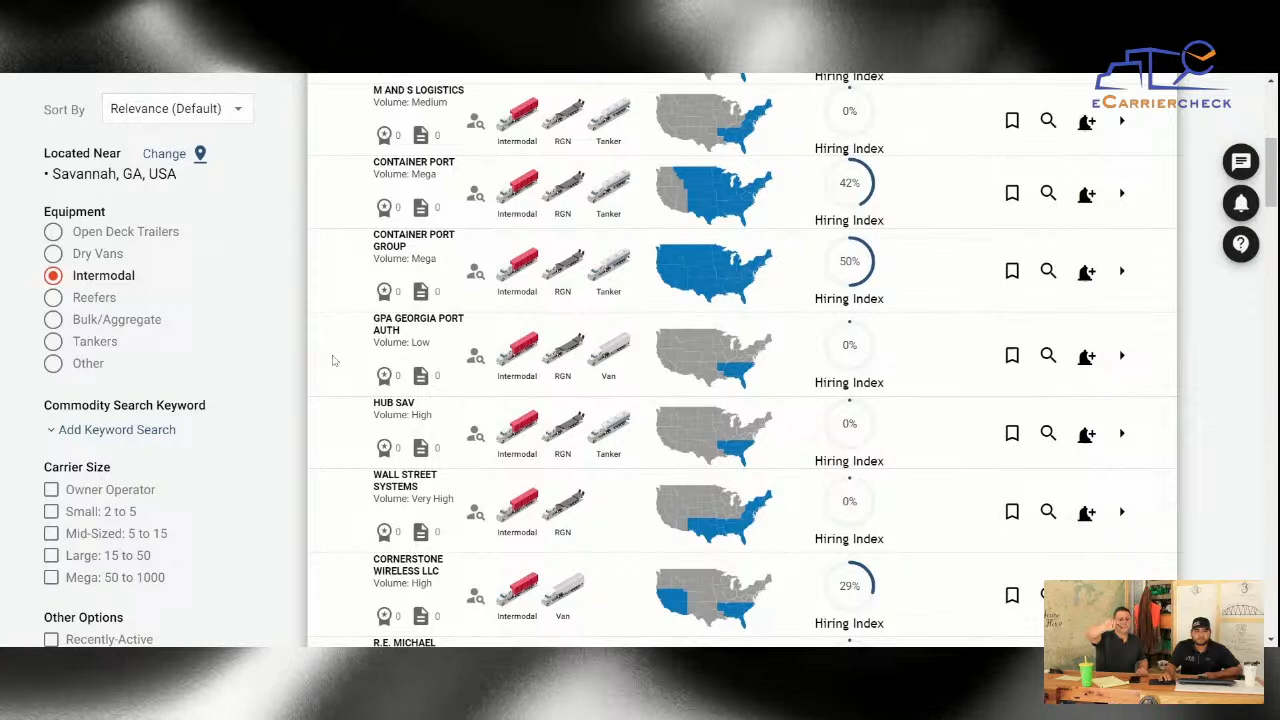 eCarrierCheck
Sort By
Relevance (Default)
Located Near
Change
• Savannah, GA, USA
Equipment
Open Deck Trailers
Dry Vans
Intermodal
Reefers
Bulk/Aggregate
Tankers
Other
Commodity Search Keyword
Add Keyword Search
Carrier Size
Owner Operator
Small: 2 to 5
Mid-Sized: 5 to 15
Large: 15 to 50
Mega: 50 to 1000
Other Options
Recently-Active
Hiring Index
M AND S LOGISTICS
Volume: Medium
0
0
Intermodal
RGN
Tanker
0%
Hiring Index
CONTAINER PORT
Volume: Mega
0
0
Intermodal
RGN
Tanker
42%
Hiring Index
CONTAINER PORT
GROUP
Volume: Mega
0
0
Intermodal
RGN
Tanker
50%
Hiring Index
GPA GEORGIA PORT
AUTH
Volume: Low
0
0
Intermodal
RGN
Van
0%
Hiring Index
HUB SAV
Volume: High
0
0
Intermodal
RGN
Tanker
0%
Hiring Index
WALL STREET
SYSTEMS
Volume: Very High
0
0
Intermodal
RGN
0%
Hiring Index
CORNERSTONE
WIRELESS LLC
Volume: High
0
0
Intermodal
Van
29%
Hiring Index
R.E. MICHAEL